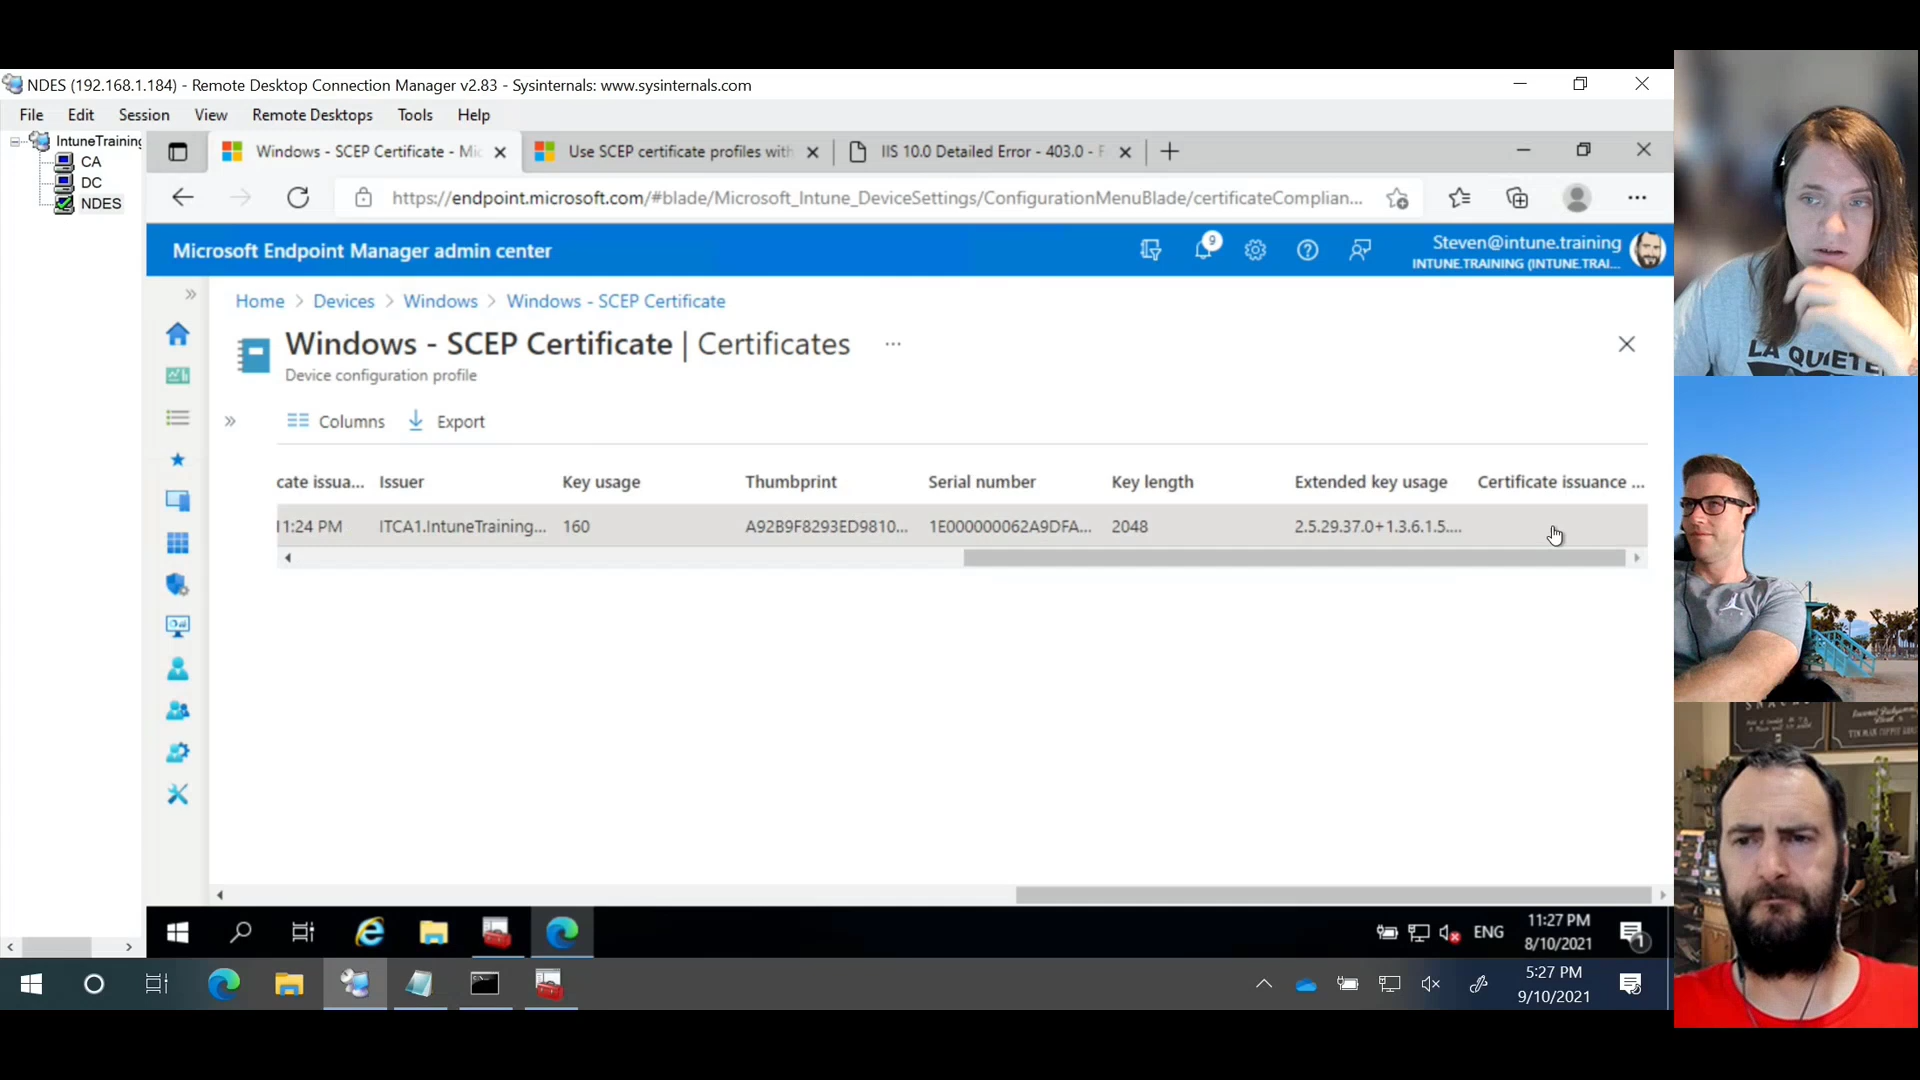 NDES (192.168.1.184) - Remote Desktop Connection Manager v2.83 - Sysinternals: www.sysinternals.com
File Edit Session View Remote Desktops Tools Help
IntuneTraining
CA
DC
NDES
Windows - SCEP Certificate - Mic
Use SCEP certificate profiles with
IIS 10.0 Detailed Error - 403.0 - F
https://endpoint.microsoft.com/#blade/Microsoft_Intune_DeviceSettings/ConfigurationMenuBlade/certificateComplian...
Microsoft Endpoint Manager admin center
9
Steven@intune.training
INTUNE.TRAINING (INTUNE.TRAI...
Home > Devices > Windows > Windows - SCEP Certificate
Windows - SCEP Certificate | Certificates ...
Device configuration profile
Columns Export
cate issua... Issuer Key usage Thumbprint Serial number Key length Extended key usage Certificate issuance ...
11:24 PM ITCA1.IntuneTraining... 160 A92B9F8293ED9810... 1E000000062A9DFA... 2048 2.5.29.37.0+1.3.6.1.5....
ENG
11:27 PM
8/10/2021
1
5:27 PM
9/10/2021
LA QUIETE